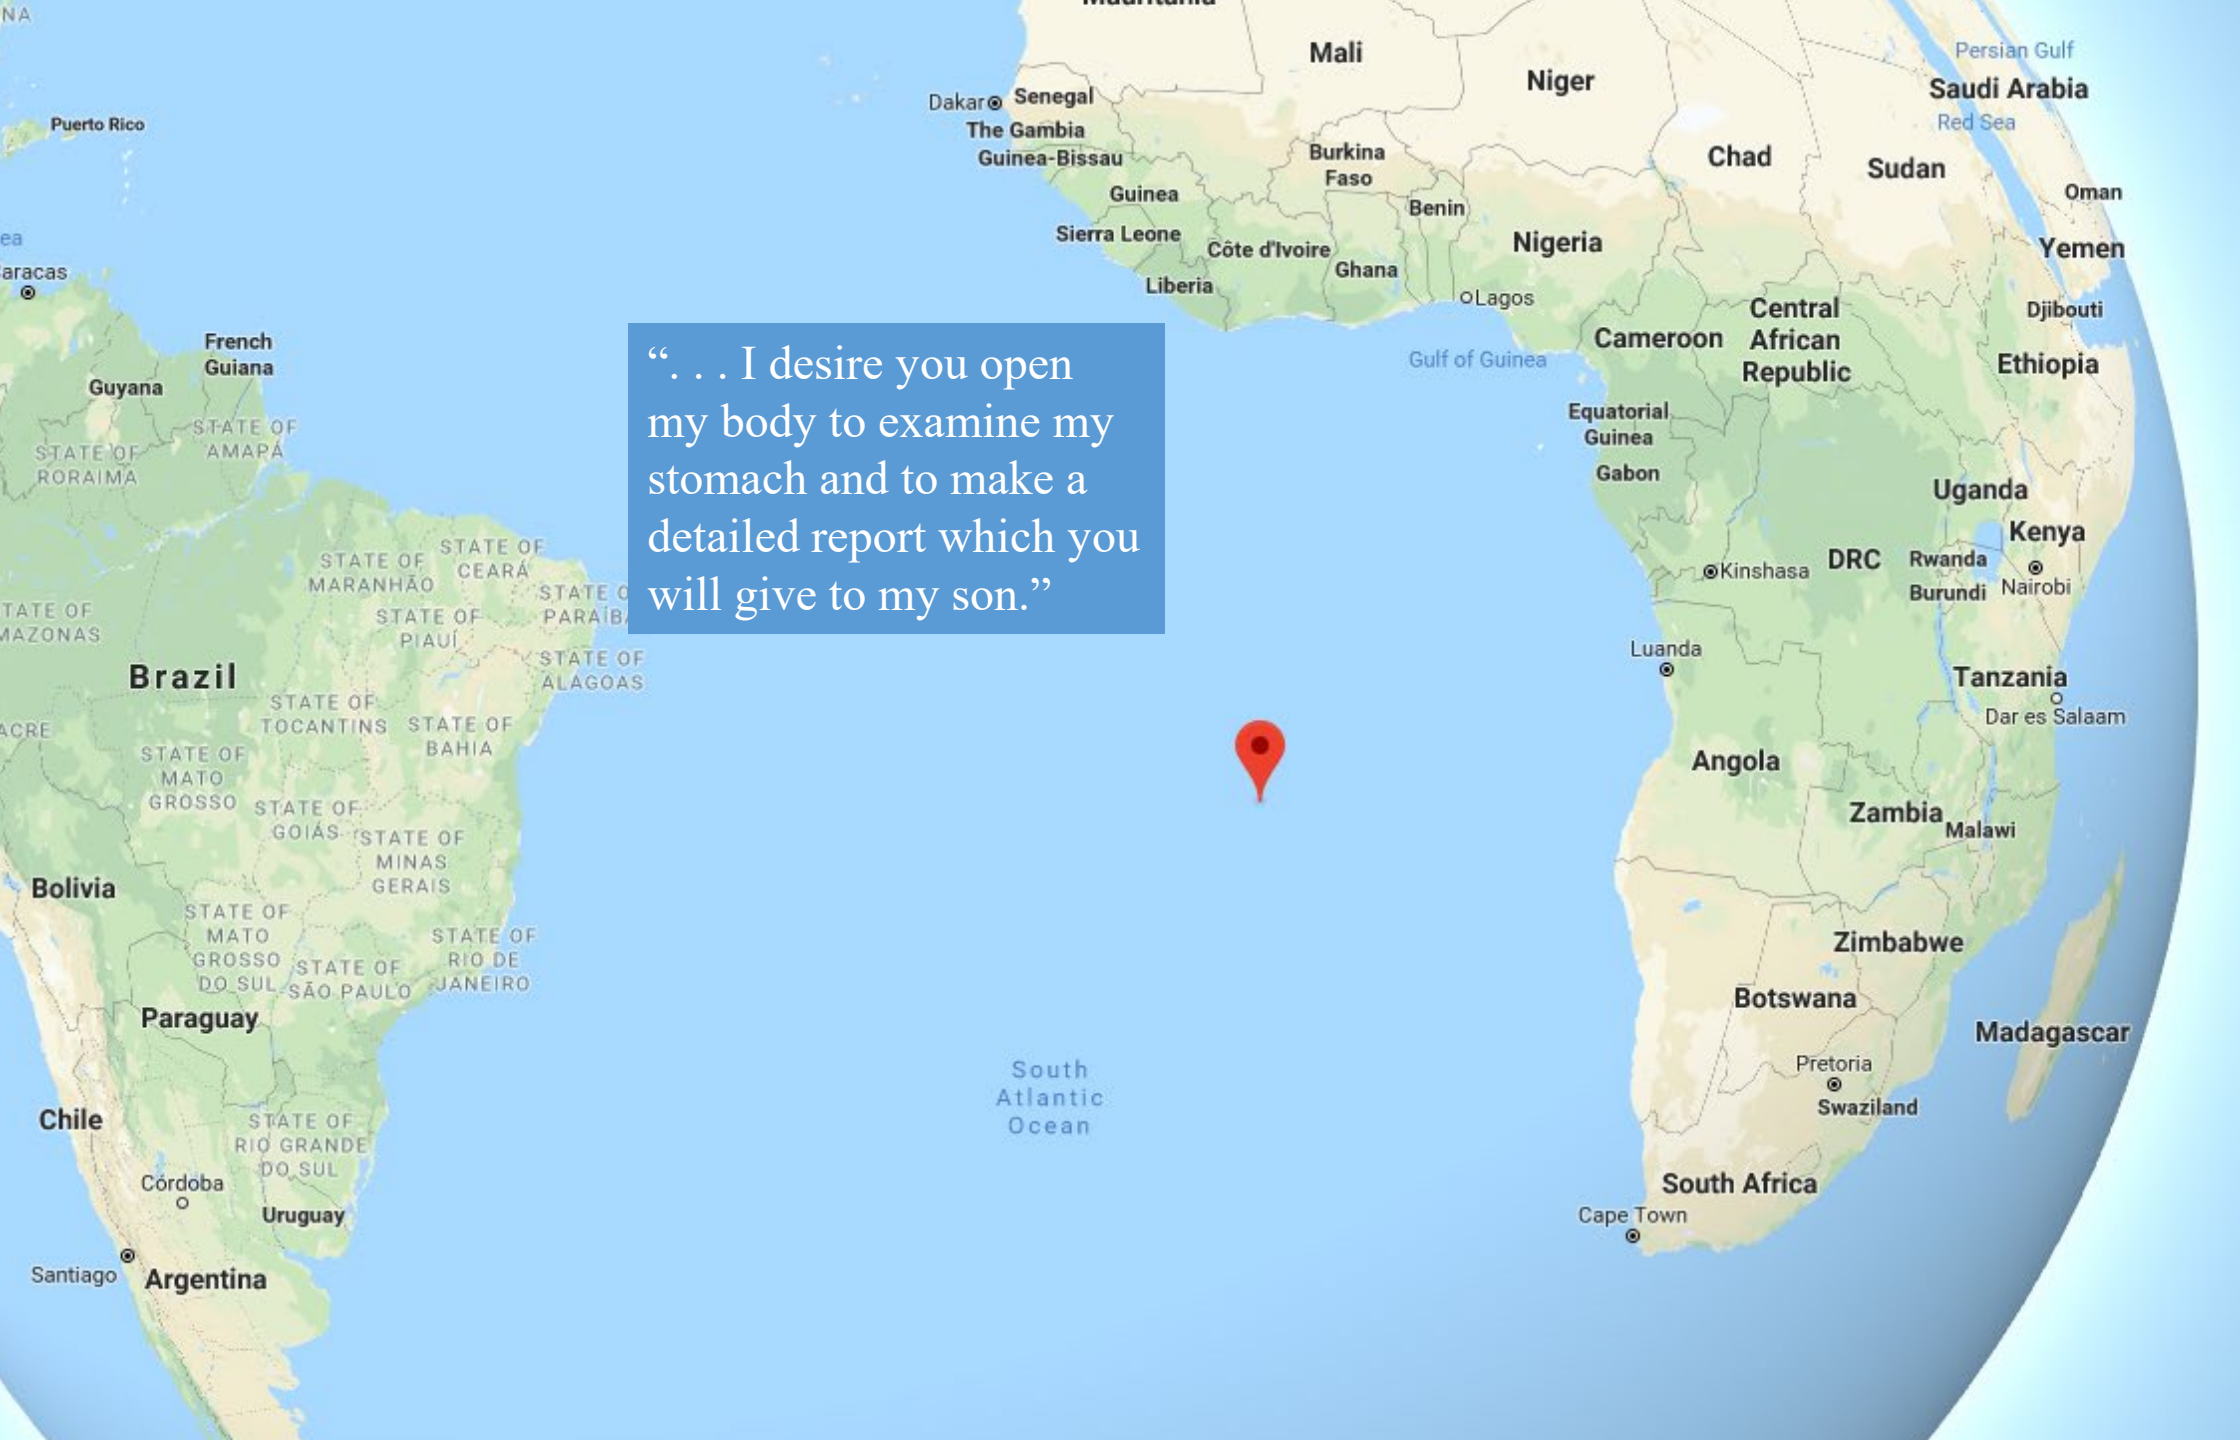 “. . . I desire you open
my body to examine my
stomach and to make a
detailed report which you
will give to my son.”
Mali
Niger
Persian Gulf
Saudi Arabia
Red Sea
Puerto Rico
Dakar
Senegal
The Gambia
Guinea-Bissau
Burkina
Faso
Chad
Sudan
Oman
Guinea
Benin
Sierra Leone
Côte d'Ivoire
Nigeria
Yemen
Ghana
Liberia
Lagos
Central
African
Republic
Djibouti
Cameroon
Gulf of Guinea
Ethiopia
French
Guiana
Guyana
STATE OF
AMAPÁ
STATE OF
RORAIMA
Equatorial
Guinea
Gabon
Uganda
Kenya
Kinshasa
DRC
Rwanda
Burundi
Nairobi
STATE OF
MARANHÃO
STATE OF
CEARÁ
STATE OF
PIAUÍ
STATE
Brazil
STATE OF
ALAGOAS
Luanda
Tanzania
Dar es Salaam
STATE OF
TOCANTINS
STATE OF
BAHIA
STATE OF
MATO
GROSSO
Angola
STATE OF
GOIÁS
STATE OF
MINAS
GERAIS
Zambia
Malawi
Bolivia
STATE OF
MATO
GROSSO
DO SUL
STATE OF
SÃO PAULO
STATE OF
RIO DE
JANEIRO
Zimbabwe
Botswana
Paraguay
Madagascar
South
Atlantic
Ocean
Pretoria
Swaziland
Chile
STATE OF
RIO GRANDE
DO SUL
Córdoba
Uruguay
South Africa
Cape Town
Santiago
Argentina